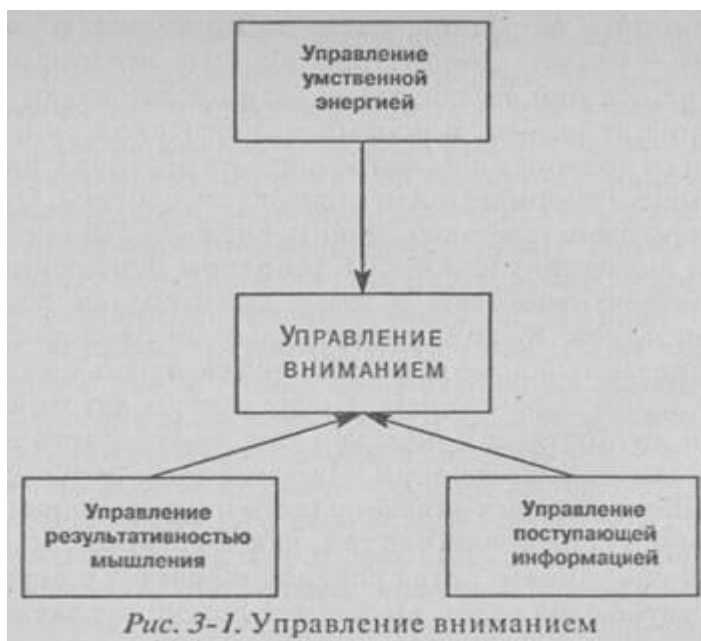 Управление
умственной
энергией
УПРАВЛЕНИЕ
ВНИМАНИЕМ
Управление
результативностью
мышления
Управление
поступающей
информацией
Рис. 3-1. Управление вниманием